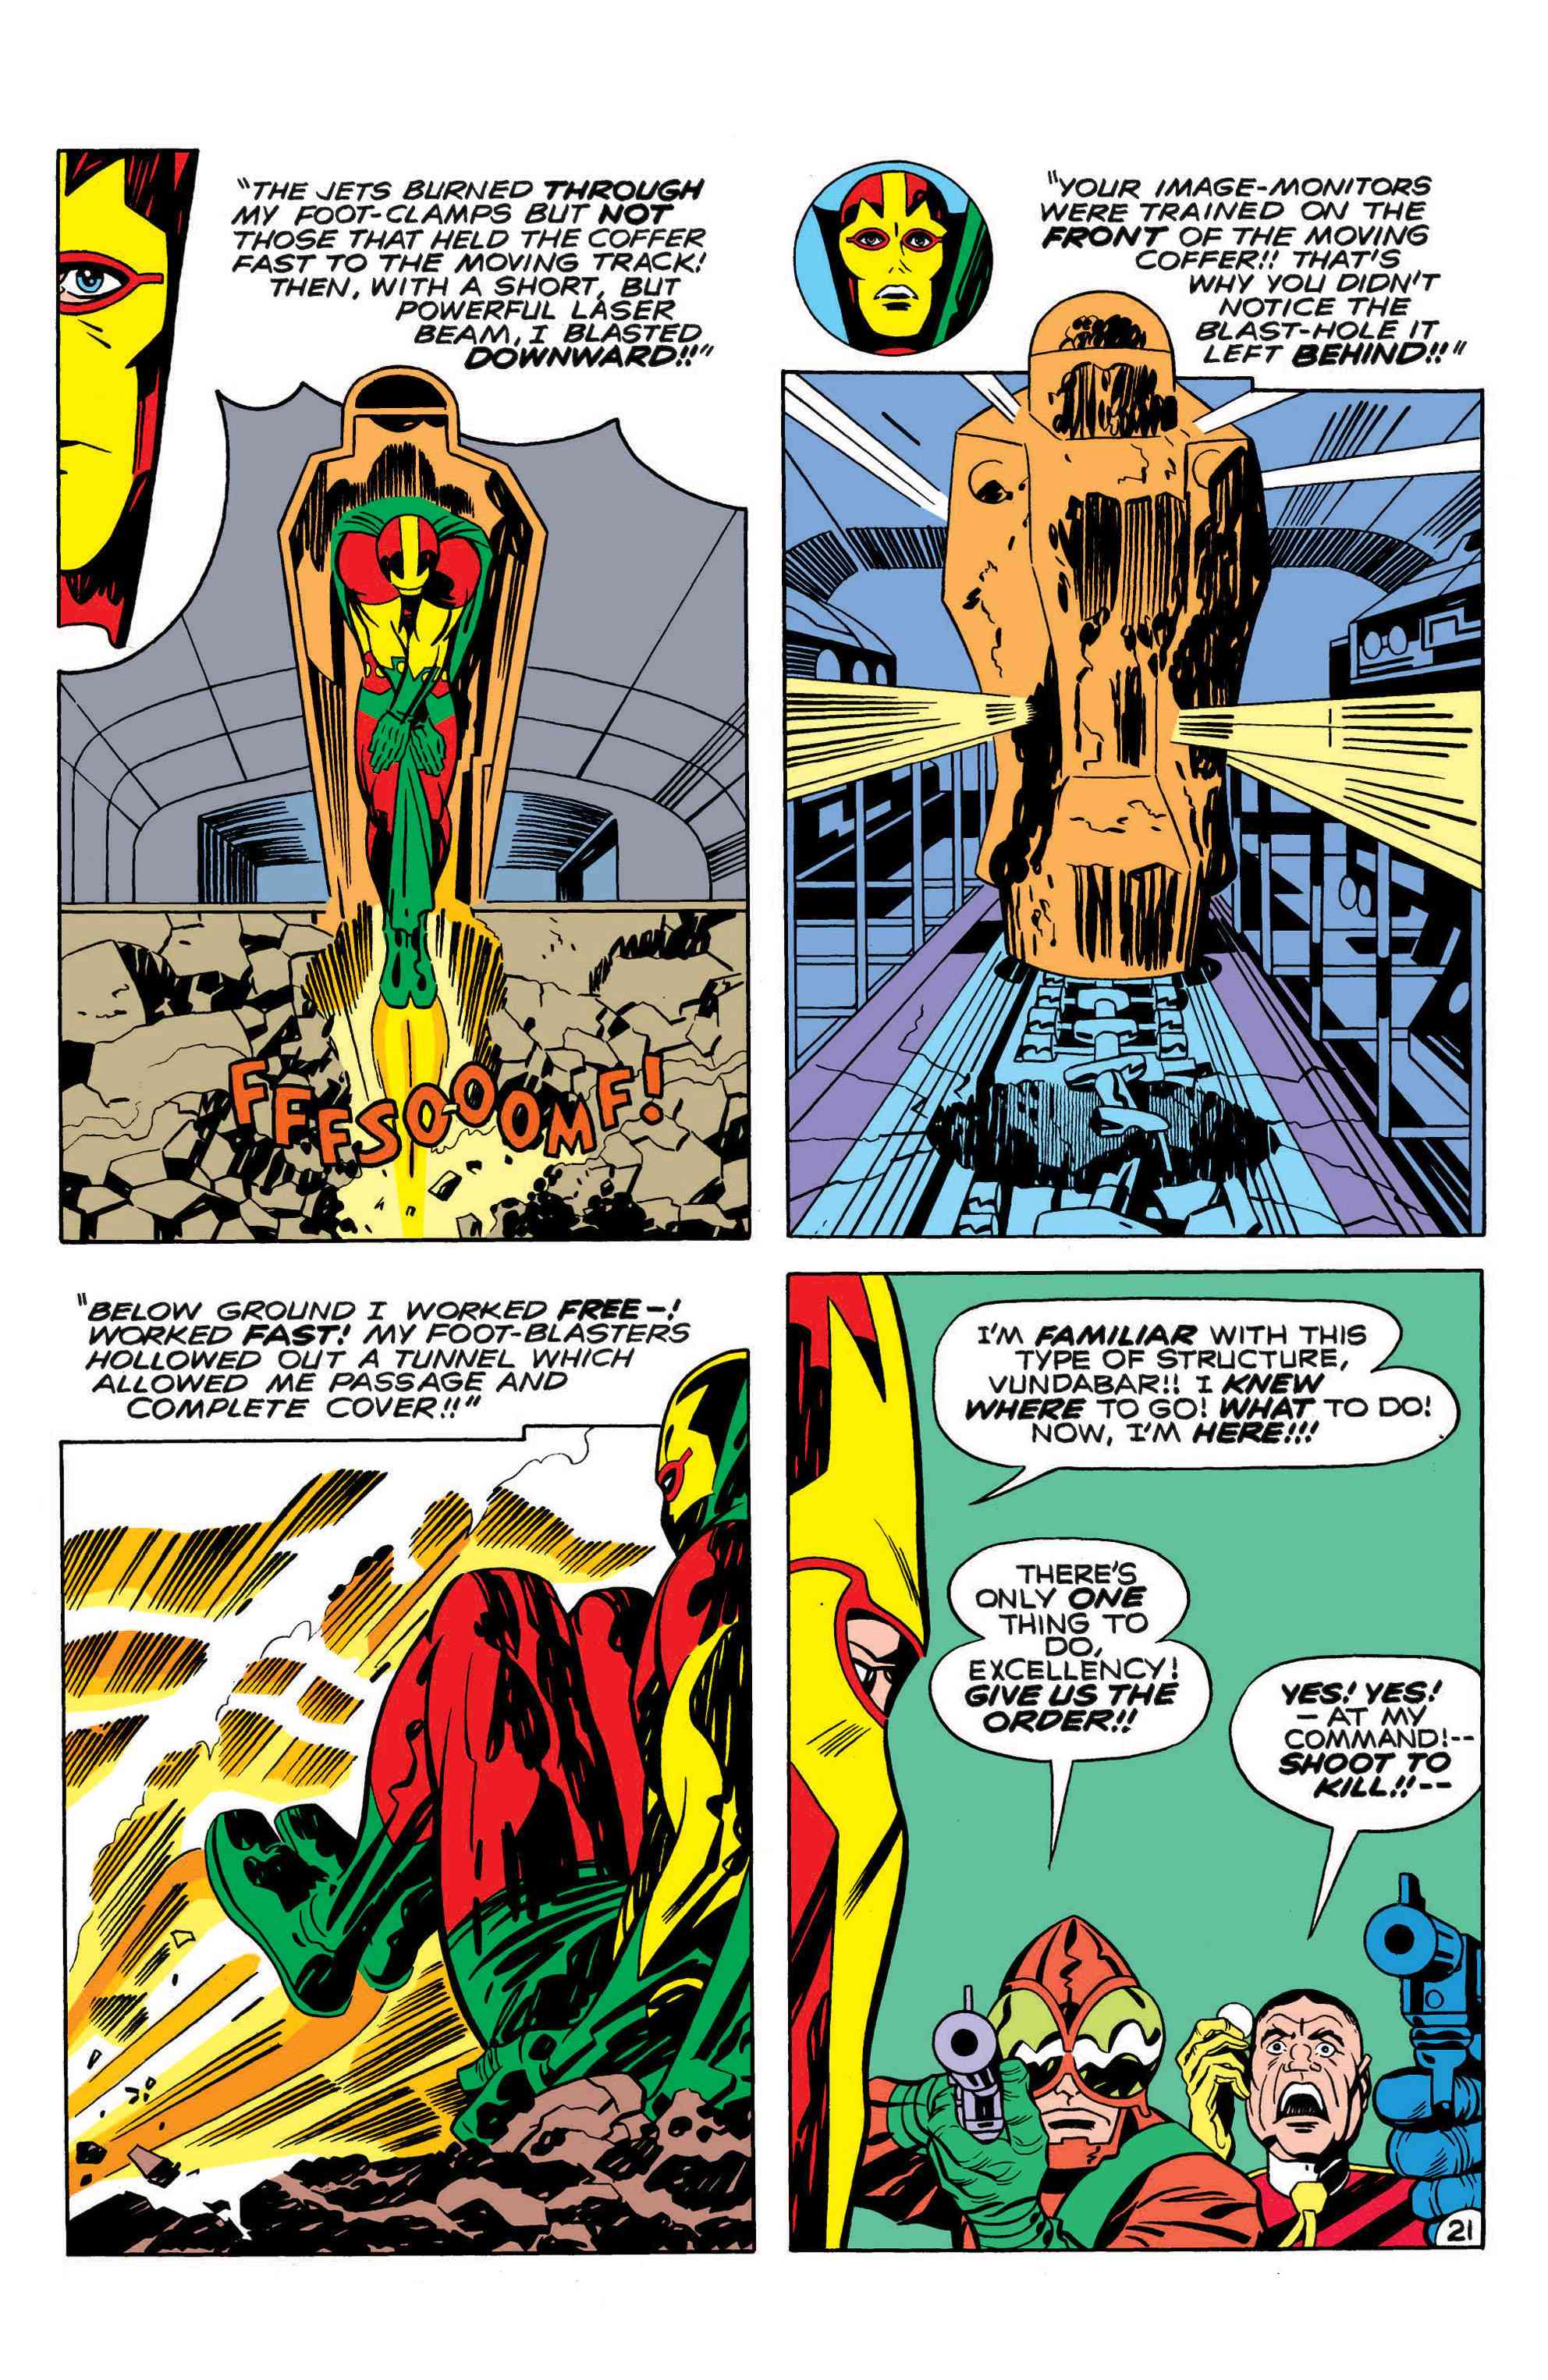 "THE JETS BURNED THROUGH
MY FOOT-CLAMPS BUT NOT
THOSE THAT HELD THE COFFER
FAST TO THE MOVING TRACK!
THEN, WITH A SHORT, BUT
POWERFUL LASER
BEAM, I BLASTED
DOWNWARD!!"
FFFSOOOOMF!
"YOUR IMAGE-MONITORS
WERE TRAINED ON THE
FRONT OF THE MOVING
COFFER!! THAT'S
WHY YOU DIDN'T
NOTICE THE
BLAST-HOLE IT
LEFT BEHIND!!"
"BELOW GROUND I WORKED FREE—!
WORKED FAST! MY FOOT-BLASTERS
HOLLOWED OUT A TUNNEL WHICH
ALLOWED ME PASSAGE AND
COMPLETE COVER!!"
I'M FAMILIAR WITH THIS
TYPE OF STRUCTURE,
VUNDABAR!! I KNEW
WHERE TO GO! WHAT TO DO!
NOW, I'M HERE!!!
THERE'S
ONLY ONE
THING TO
DO,
EXCELLENCY!
GIVE US THE
ORDER!!
YES! YES!
— AT MY
COMMAND!--
SHOOT TO
KILL!!--
21